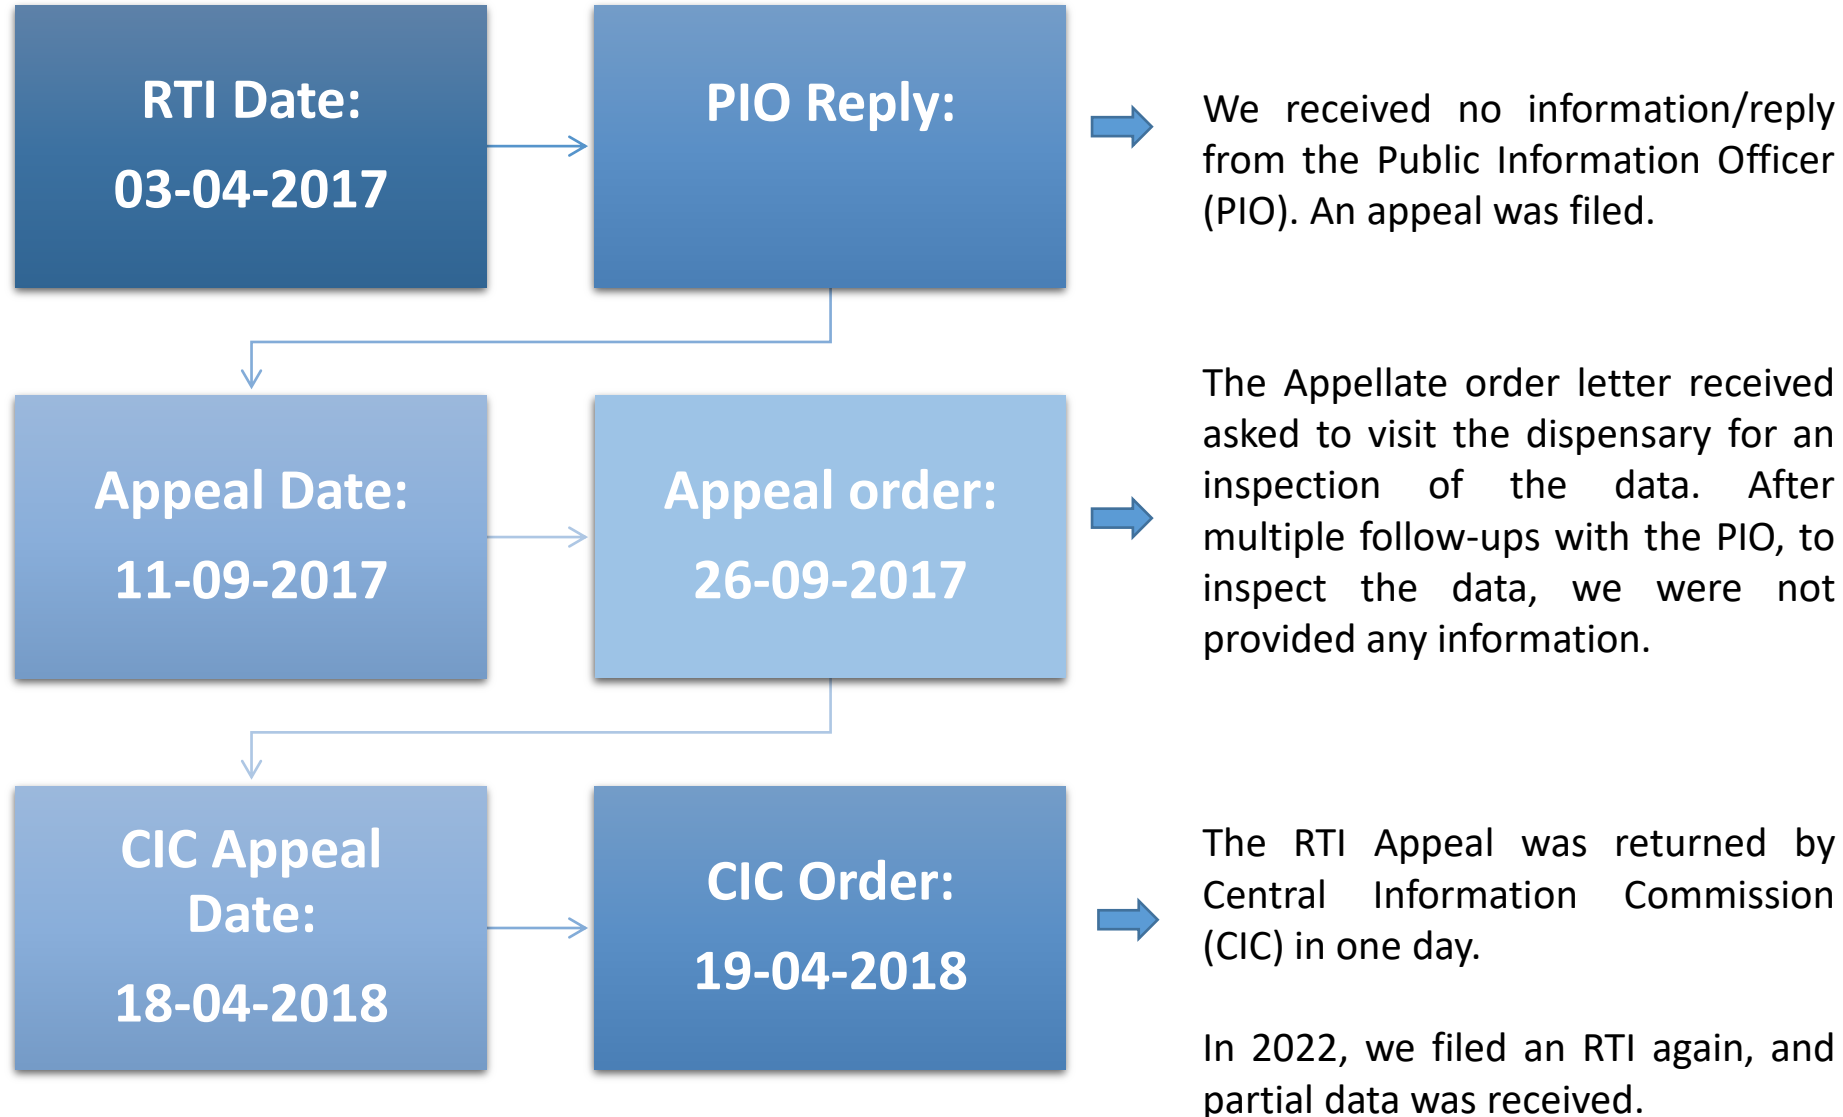 RTI Date:
03-04-2017
PIO Reply:
We received no information/reply
from the Public Information Officer
(PIO). An appeal was filed.
Appeal Date:
11-09-2017
Appeal order:
26-09-2017
The Appellate order letter received
asked to visit the dispensary for an
inspection of the data. After
multiple follow-ups with the PIO, to
inspect the data, we were not
provided any information.
CIC Appeal
Date:
18-04-2018
CIC Order:
19-04-2018
The RTI Appeal was returned by
Central Information Commission
(CIC) in one day.
In 2022, we filed an RTI again, and
partial data was received.